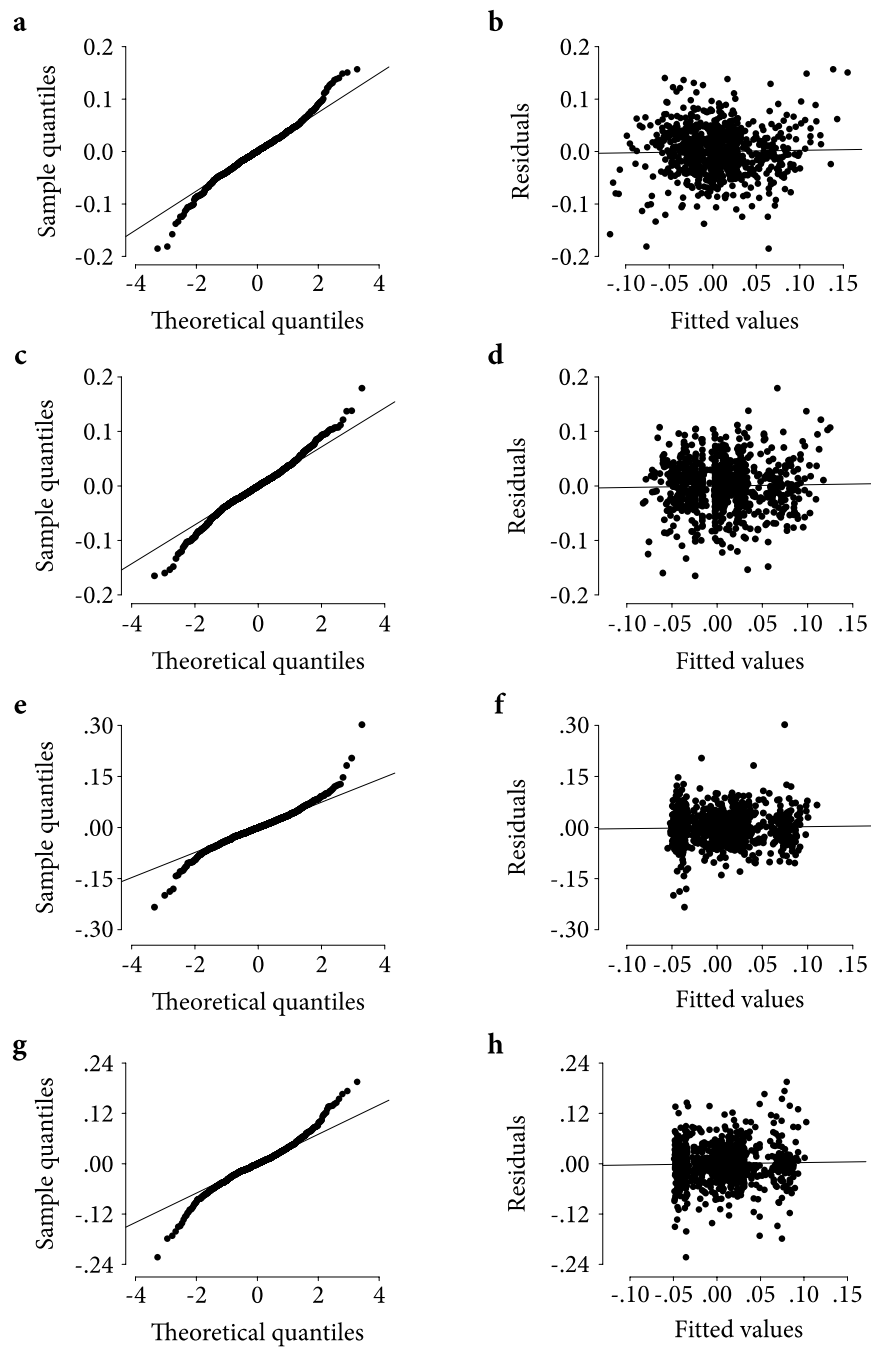 a
Sample quantiles
0.2
0.1
0.0
-0.1
-0.2
-4 -2 0 2 4
Theoretical quantiles
b
Residuals
0.2
0.1
0.0
-0.1
-0.2
-.10 -.05 .00 .05 .10 .15
Fitted values
c
Sample quantiles
0.2
0.1
0.0
-0.1
-0.2
-4 -2 0 2 4
Theoretical quantiles
d
Residuals
0.2
0.1
0.0
-0.1
-0.2
-.10 -.05 .00 .05 .10 .15
Fitted values
e
Sample quantiles
.30
.15
.00
-.15
-.30
-4 -2 0 2 4
Theoretical quantiles
f
Residuals
.30
.15
.00
-.15
-.30
-.10 -.05 .00 .05 .10 .15
Fitted values
g
Sample quantiles
.24
.12
.00
-.12
-.24
-4 -2 0 2 4
Theoretical quantiles
h
Residuals
.24
.12
.00
-.12
-.24
-.10 -.05 .00 .05 .10 .15
Fitted values